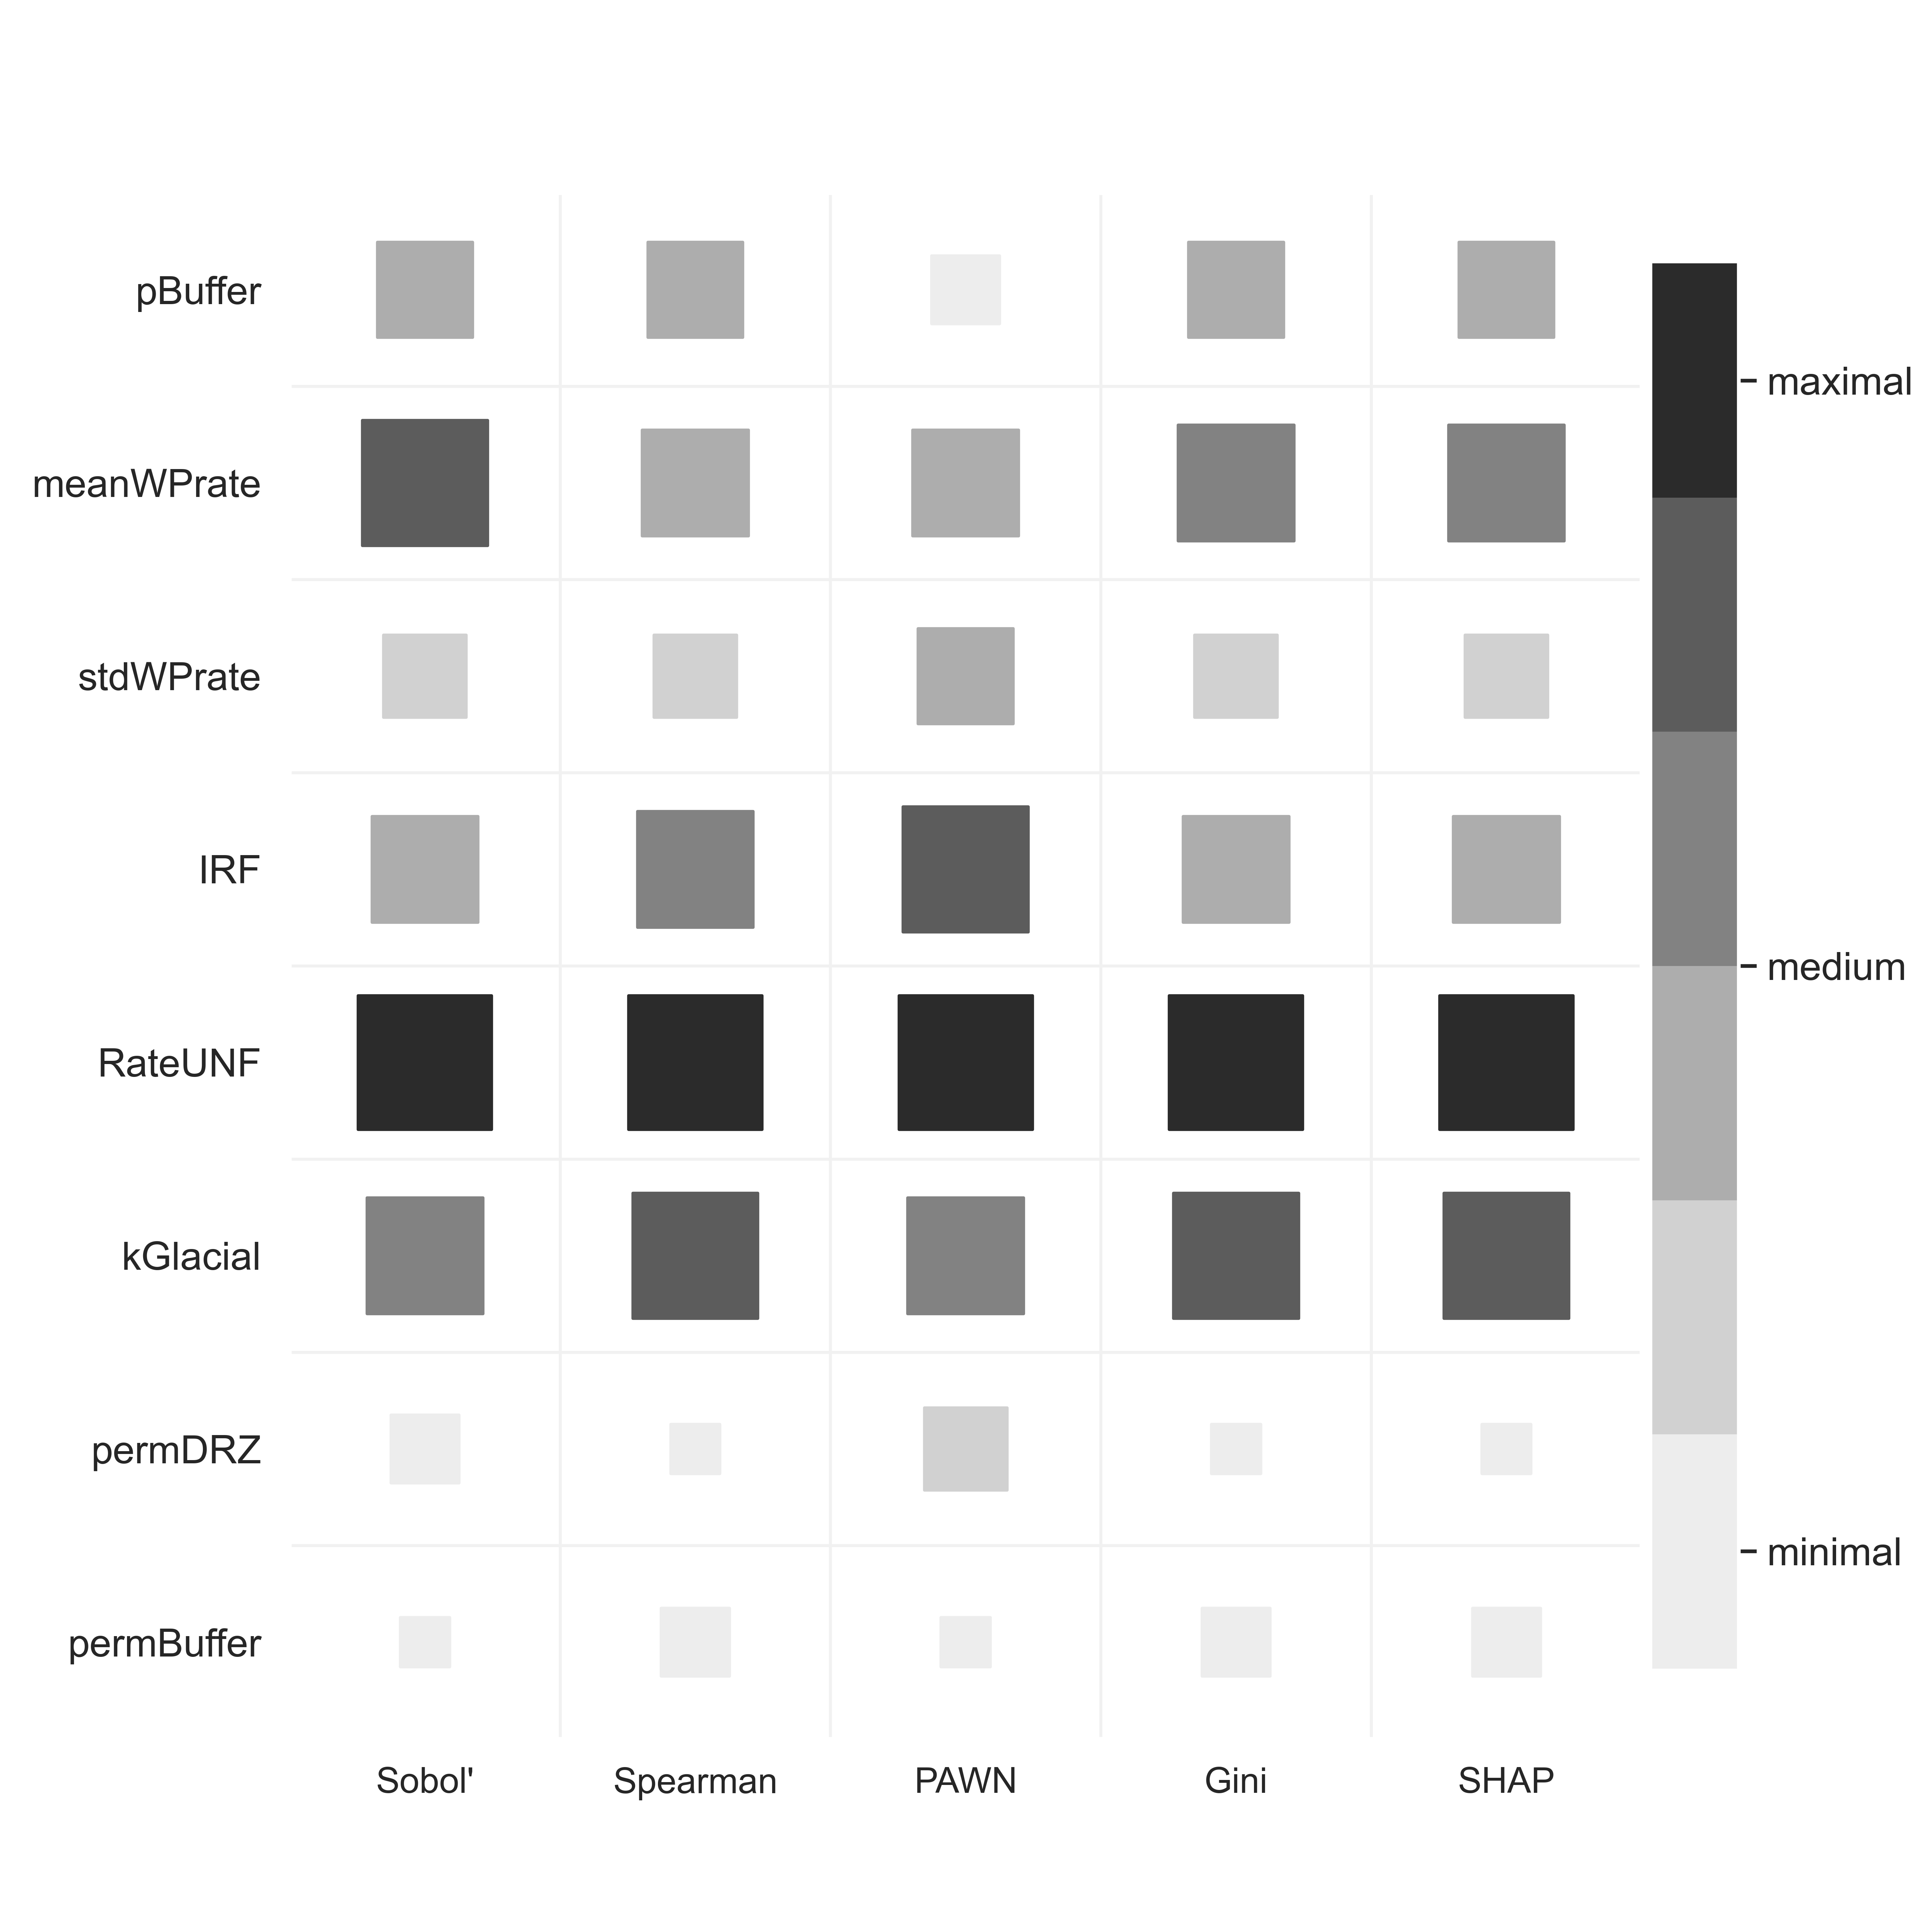 pBuffer
meanWPrate
stdWPrate
IRF
RateUNF
kGlacial
permDRZ
permBuffer
Sobol' Spearman PAWN Gini SHAP
maximal
medium
minimal